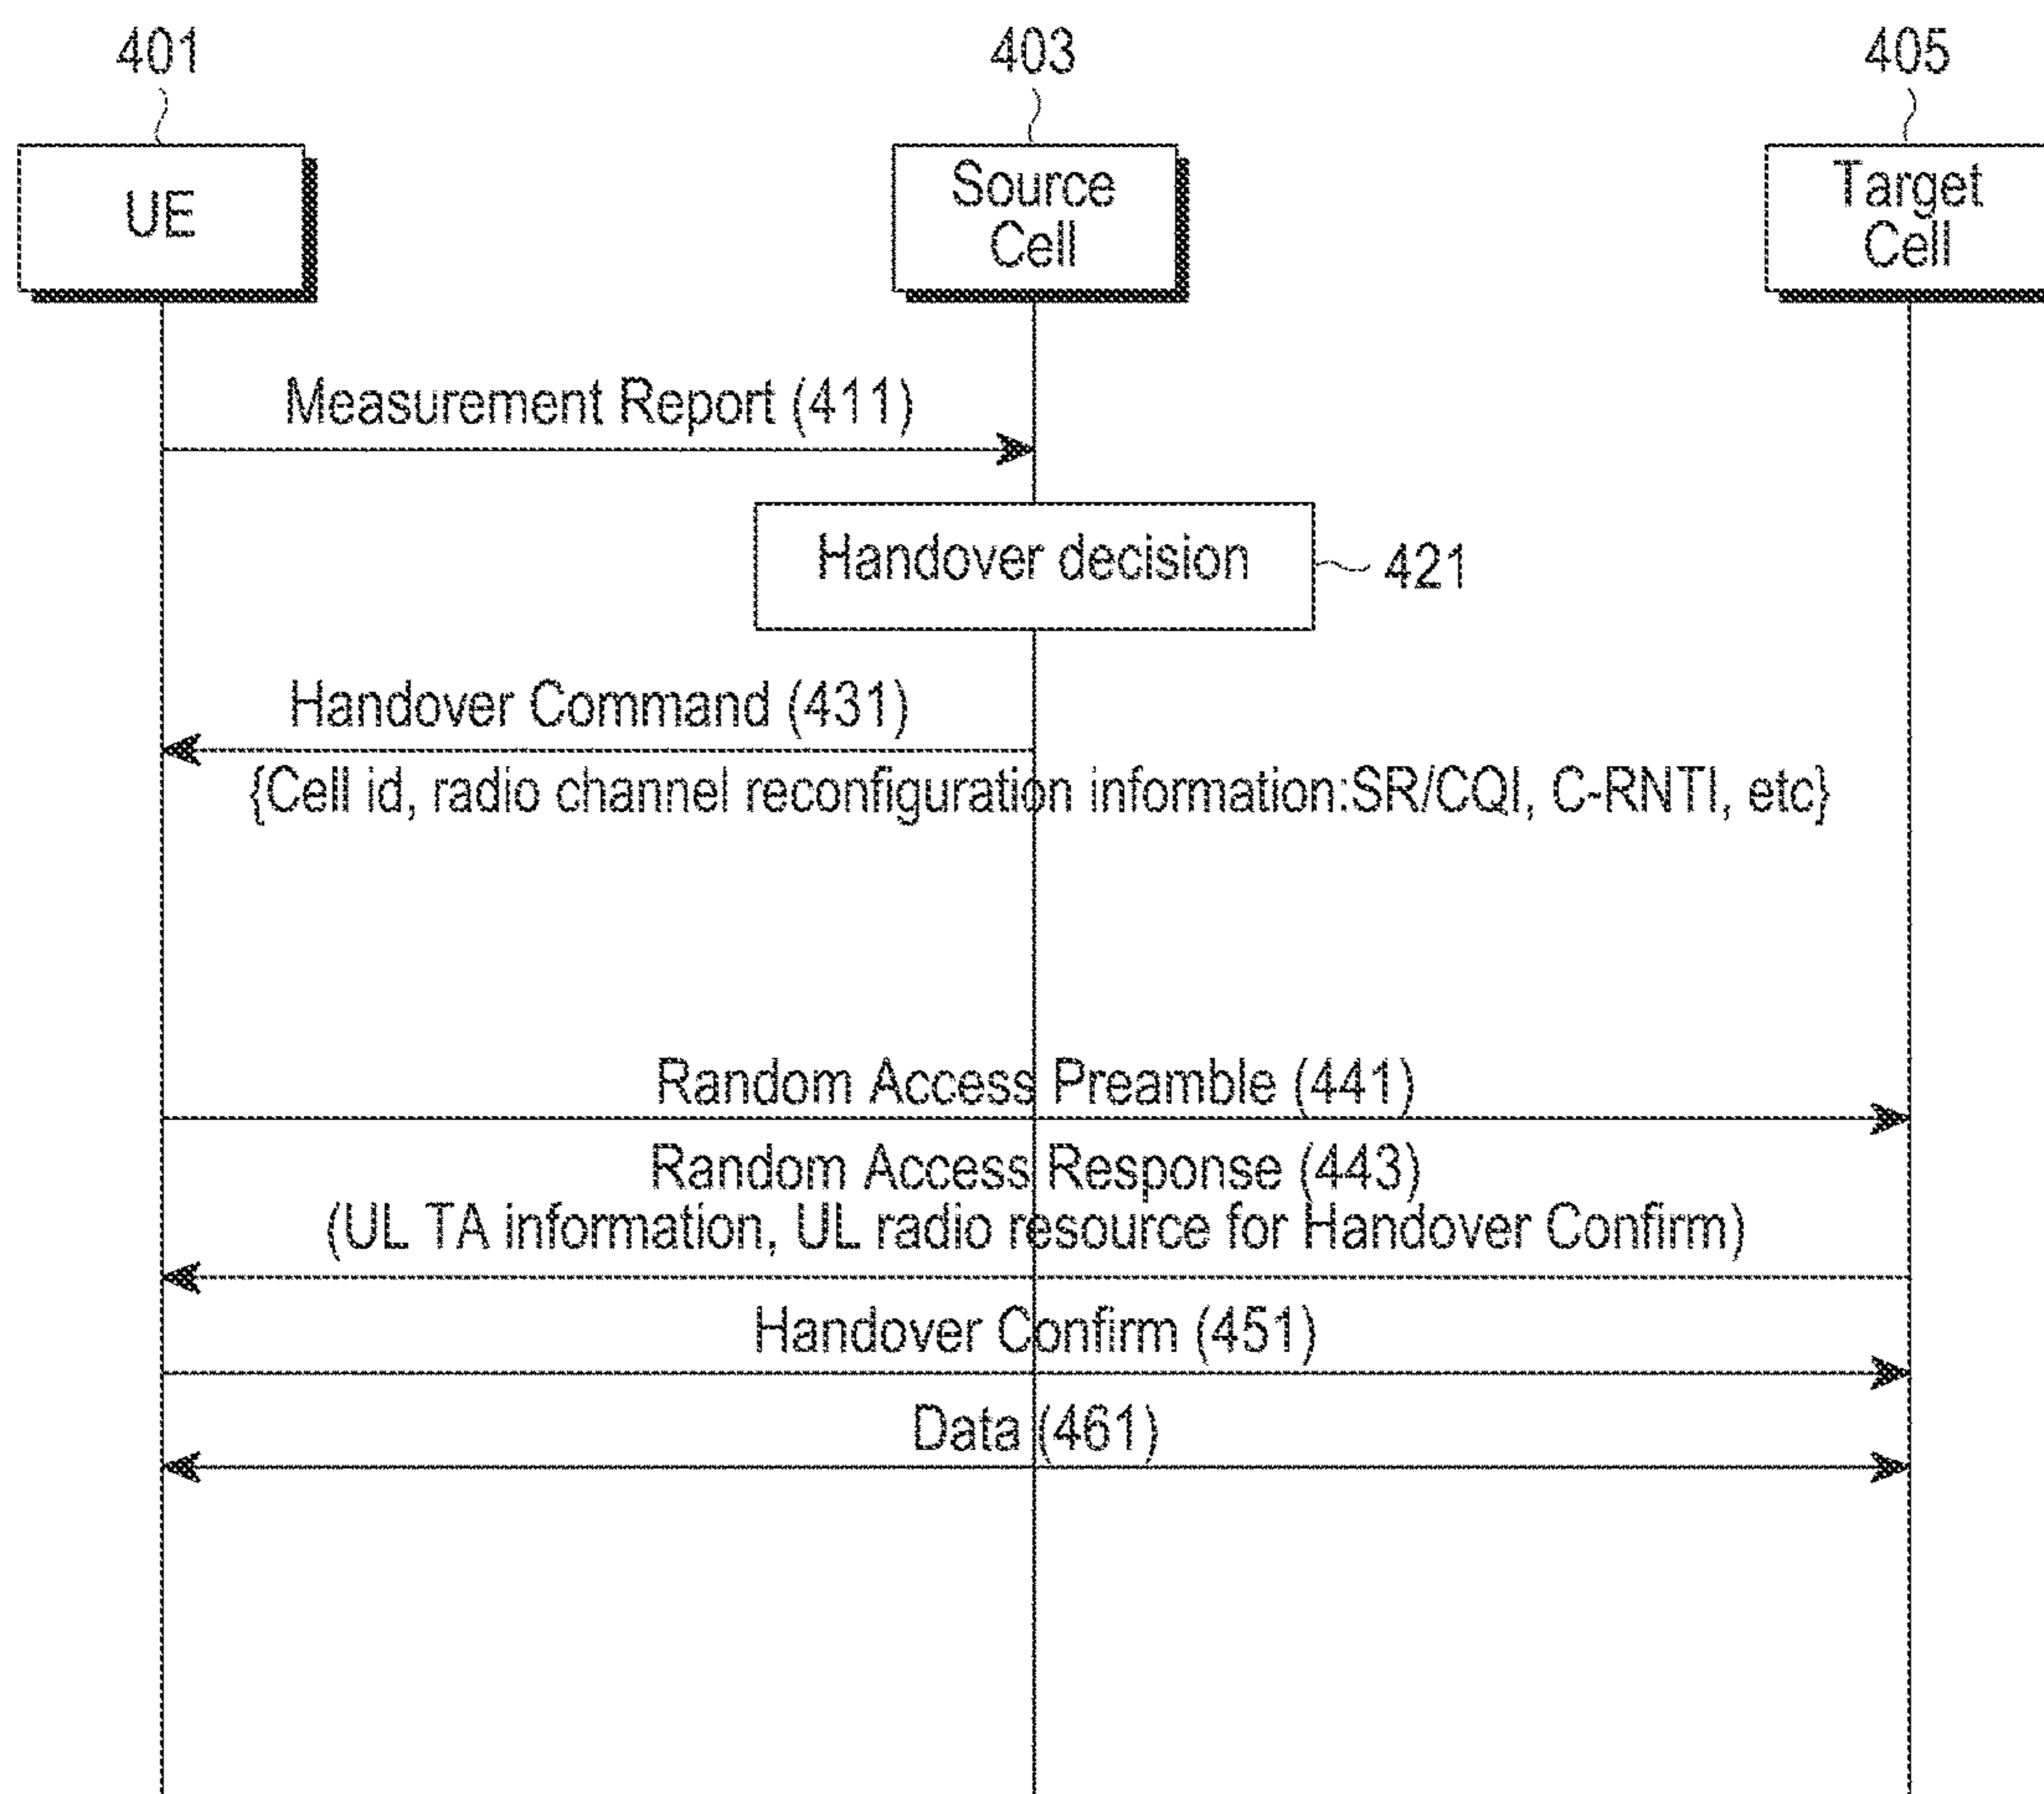 401
403
405
UE
Source
Cell
Target
Cell
Measurement Report (411)
Handover decision
421
Handover Command (431)
{Cell id, radio channel reconfiguration information:SR/CQI, C-RNTI, etc}
Random Access Preamble (441)
Random Access Response (443)
(UL TA information, UL radio resource for Handover Confirm)
Handover Confirm (451)
Data (461)